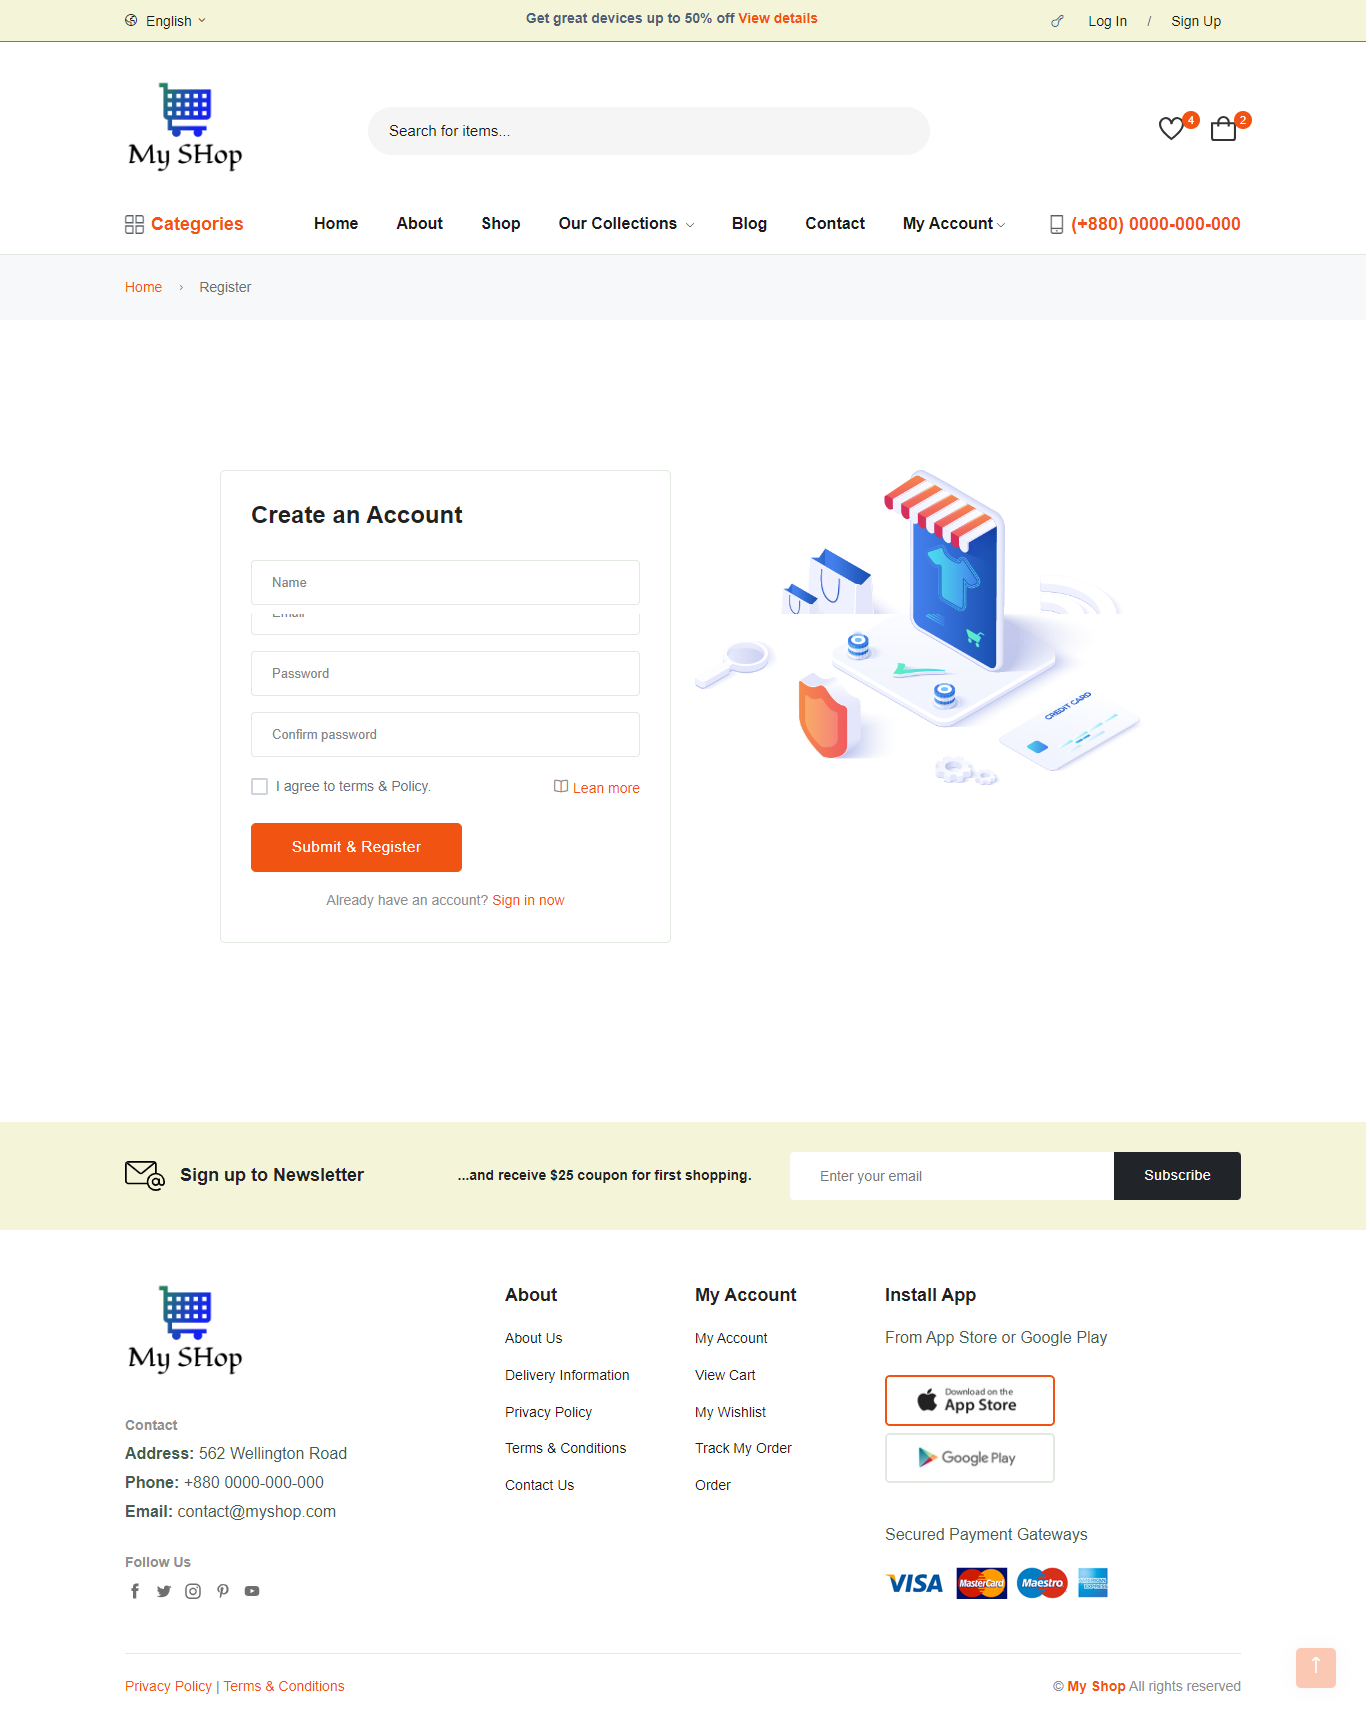 English
Get great devices up to 50% off View details
Log In / Sign Up
My SHop
Search for items...
4
2
Categories
Home
About
Shop
Our Collections
Blog
Contact
My Account
(+880) 0000-000-000
Home › Register
Create an Account
Name
Email
Password
Confirm password
I agree to terms & Policy.
Lean more
Submit & Register
Already have an account? Sign in now
CREDIT CARD
Sign up to Newsletter
...and receive $25 coupon for first shopping.
Enter your email
Subscribe
My SHop
Contact
Address: 562 Wellington Road
Phone: +880 0000-000-000
Email: contact@myshop.com
Follow Us
About
About Us
Delivery Information
Privacy Policy
Terms & Conditions
Contact Us
My Account
My Account
View Cart
My Wishlist
Track My Order
Order
Install App
From App Store or Google Play
Download on the
App Store
Google Play
Secured Payment Gateways
VISA
MasterCard
Maestro
AMERICAN EXPRESS
Privacy Policy | Terms & Conditions
© My Shop All rights reserved